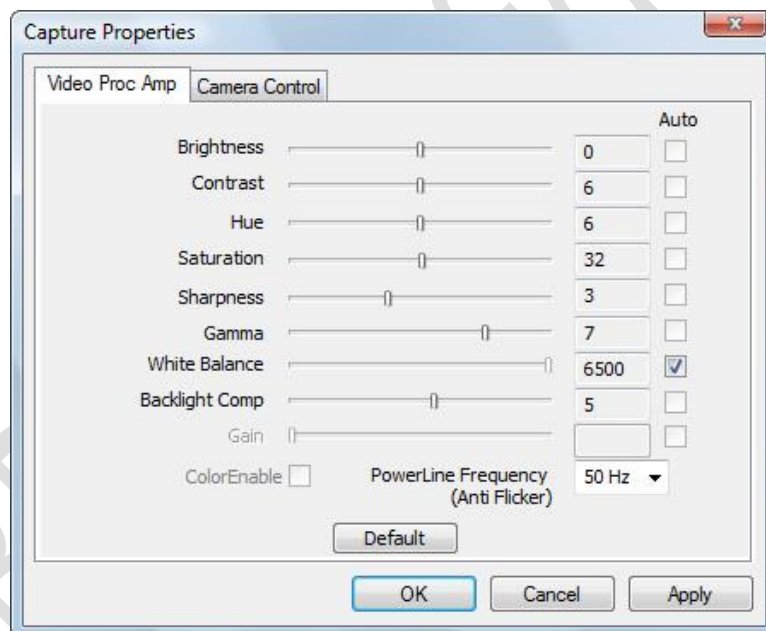 Capture Properties
Video Proc Amp Camera Control
Auto
Brightness 0
Contrast 6
Hue 6
Saturation 32
Sharpness 3
Gamma 7
White Balance 6500
Backlight Comp 5
Gain
ColorEnable PowerLine Frequency 50 Hz
(Anti Flicker)
Default
OK Cancel Apply